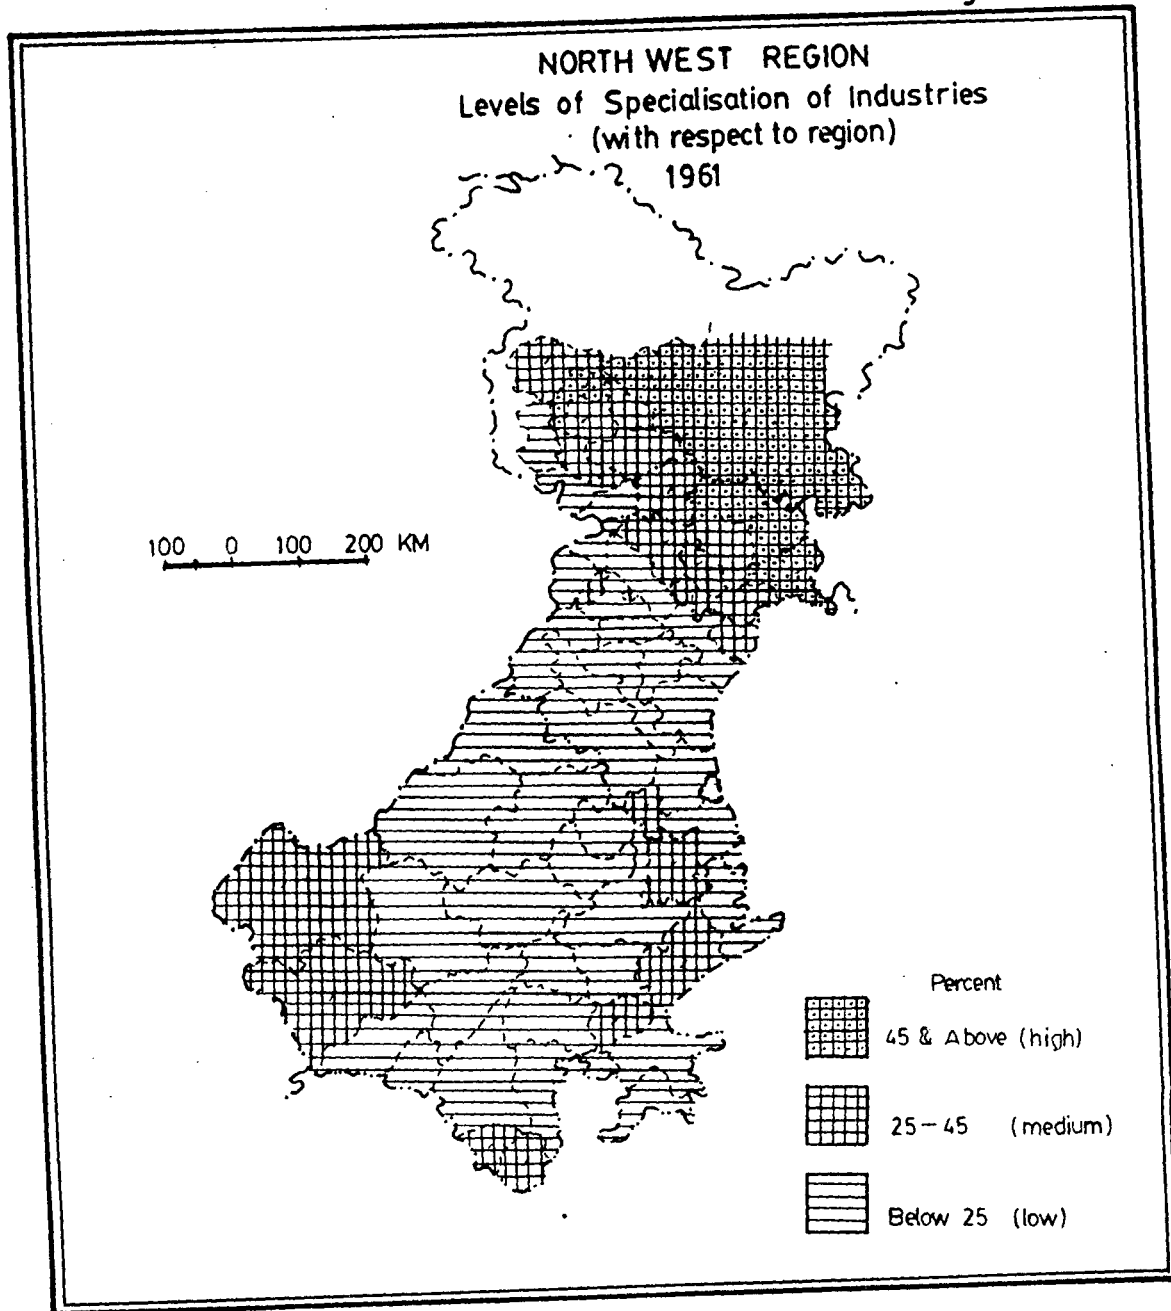 NORTH WEST REGION
Levels of Specialisation of Industries
(with respect to region)
1961
100 0 100 200 KM
Percent
45 & Above (high)
25-45 (medium)
Below 25 (low)